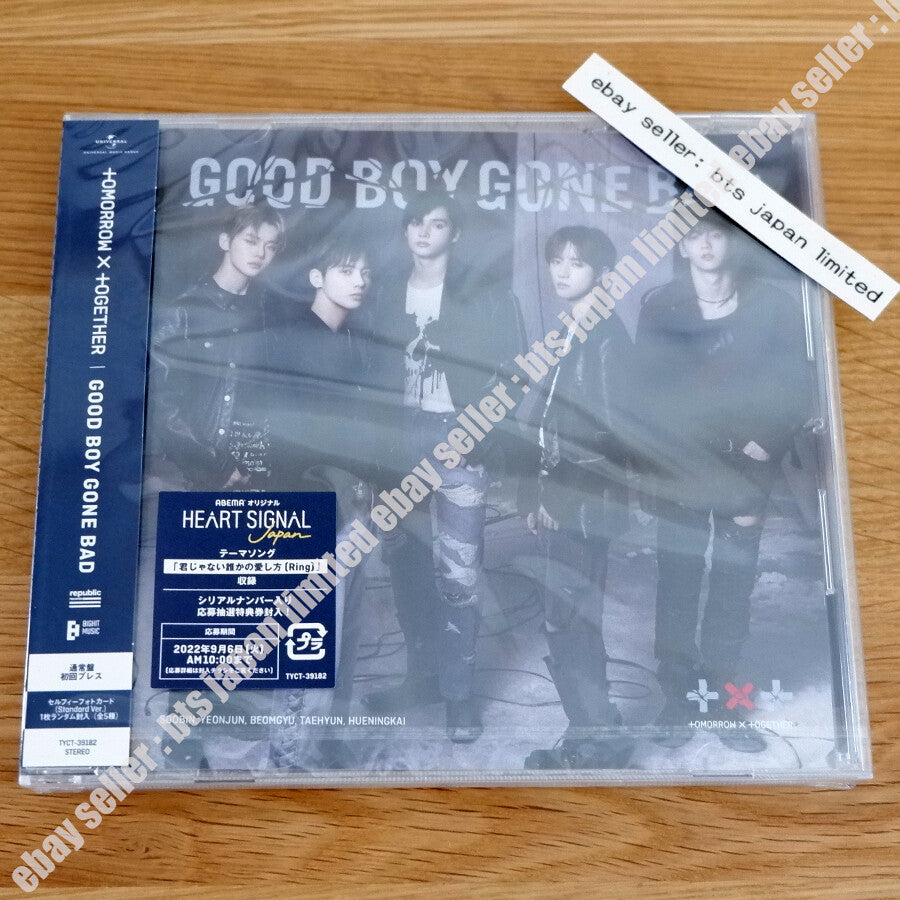 UNIVERSAL
UNIVERSAL MUSIC JAPAN
TOMORROW X TOGETHER | GOOD BOY GONE BAD
republic
BIGHIT
MUSIC
通常盤
初回プレス
セルフィーフォトカード
(Standard Ver.)
1枚ランダム封入(全5種)
TYCT-39182
STEREO
GOOD BOY GONE
ABEMA オリジナル
HEART SIGNAL
Japan
テーマソング
「君じゃない誰かの愛し方 (Ring)」
収録
シリアルナンバー入り
応募抽選特典券封入!
応募期間
2022年9月6日(火)
AM10:00まで
プラ
TYCT-39182
SOOBIN, YEONJUN, BEOMGYU, TAEHYUN, HUENINGKAI
TOMORROW X TOGETHER
ebay seller: bts japan limited
ebay seller : bts japan limited ebay seller : bts japan limited ebay seller :